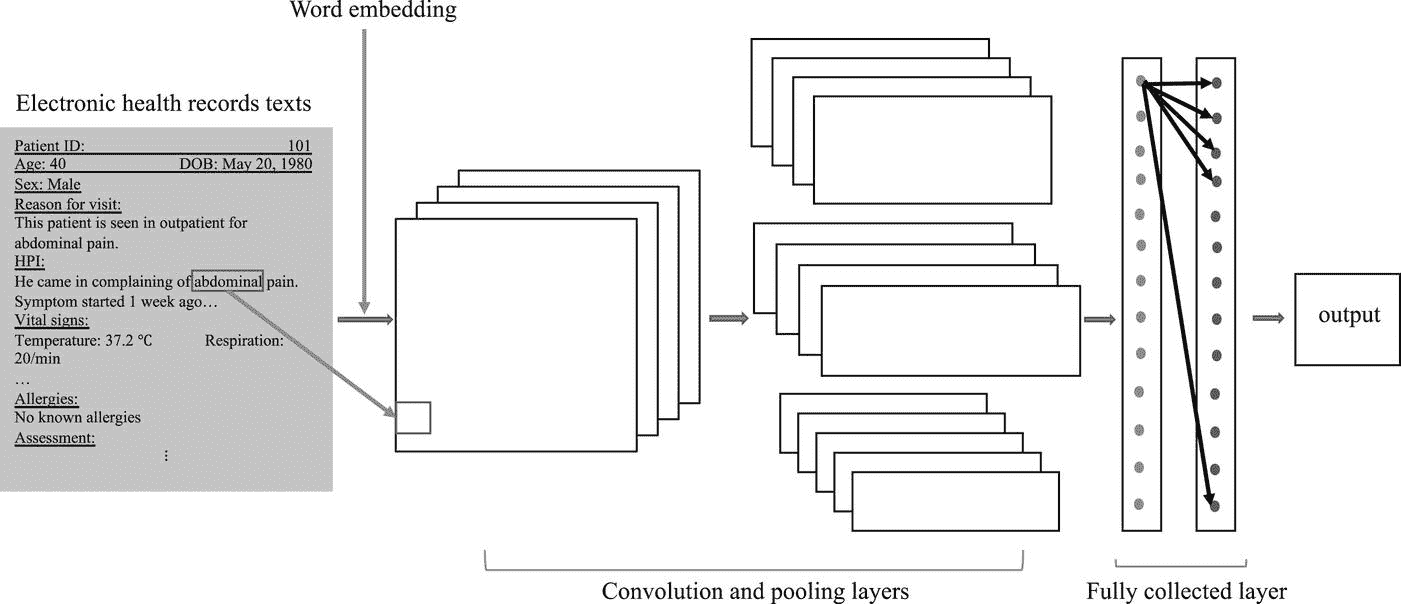 Word embedding
Electronic health records texts
Patient ID: 101
Age: 40 DOB: May 20, 1980
Sex: Male
Reason for visit:
This patient is seen in outpatient for
abdominal pain.
HPI:
He came in complaining of abdominal pain.
Symptom started 1 week ago…
Vital signs:
Temperature: 37.2 ℃ Respiration:
20/min
…
Allergies:
No known allergies
Assessment:
⋮
output
Convolution and pooling layers
Fully collected layer